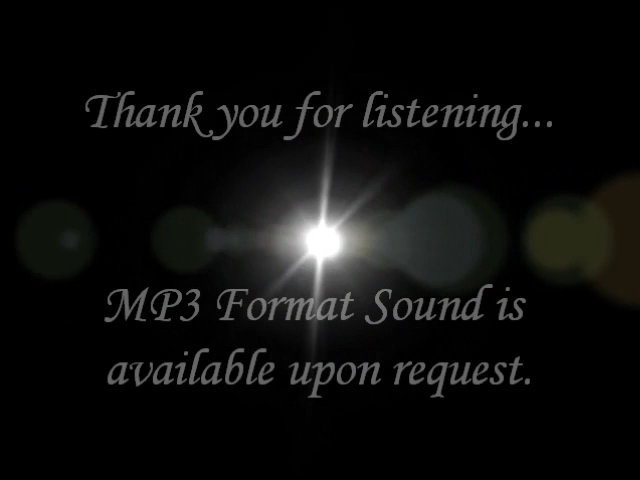 Thank you for listening...
MP3 Format Sound is
available upon request.